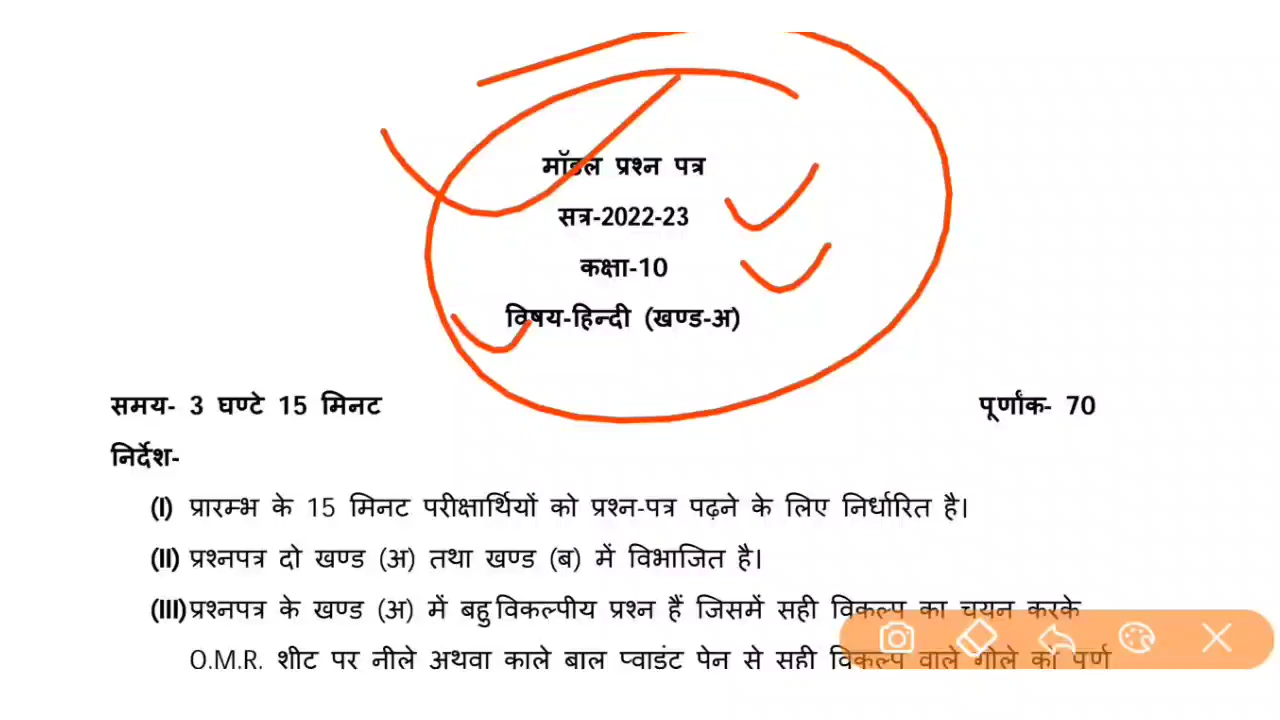 मॉडल प्रश्न पत्र
सत्र-2022-23
कक्षा-10
विषय-हिन्दी (खण्ड-अ)
समय- 3 घण्टे 15 मिनट पूर्णांक- 70
निर्देश-
(I) प्रारम्भ के 15 मिनट परीक्षार्थियों को प्रश्न-पत्र पढ़ने के लिए निर्धारित है।
(II) प्रश्नपत्र दो खण्ड (अ) तथा खण्ड (ब) में विभाजित है।
(III) प्रश्नपत्र के खण्ड (अ) में बहुविकल्पीय प्रश्न हैं जिसमें सही विकल्प का चयन करके
O.M.R. शीट पर नीले अथवा काले बाल प्वाडंट पेन से सही विकल्प वाले गोले को पूर्ण